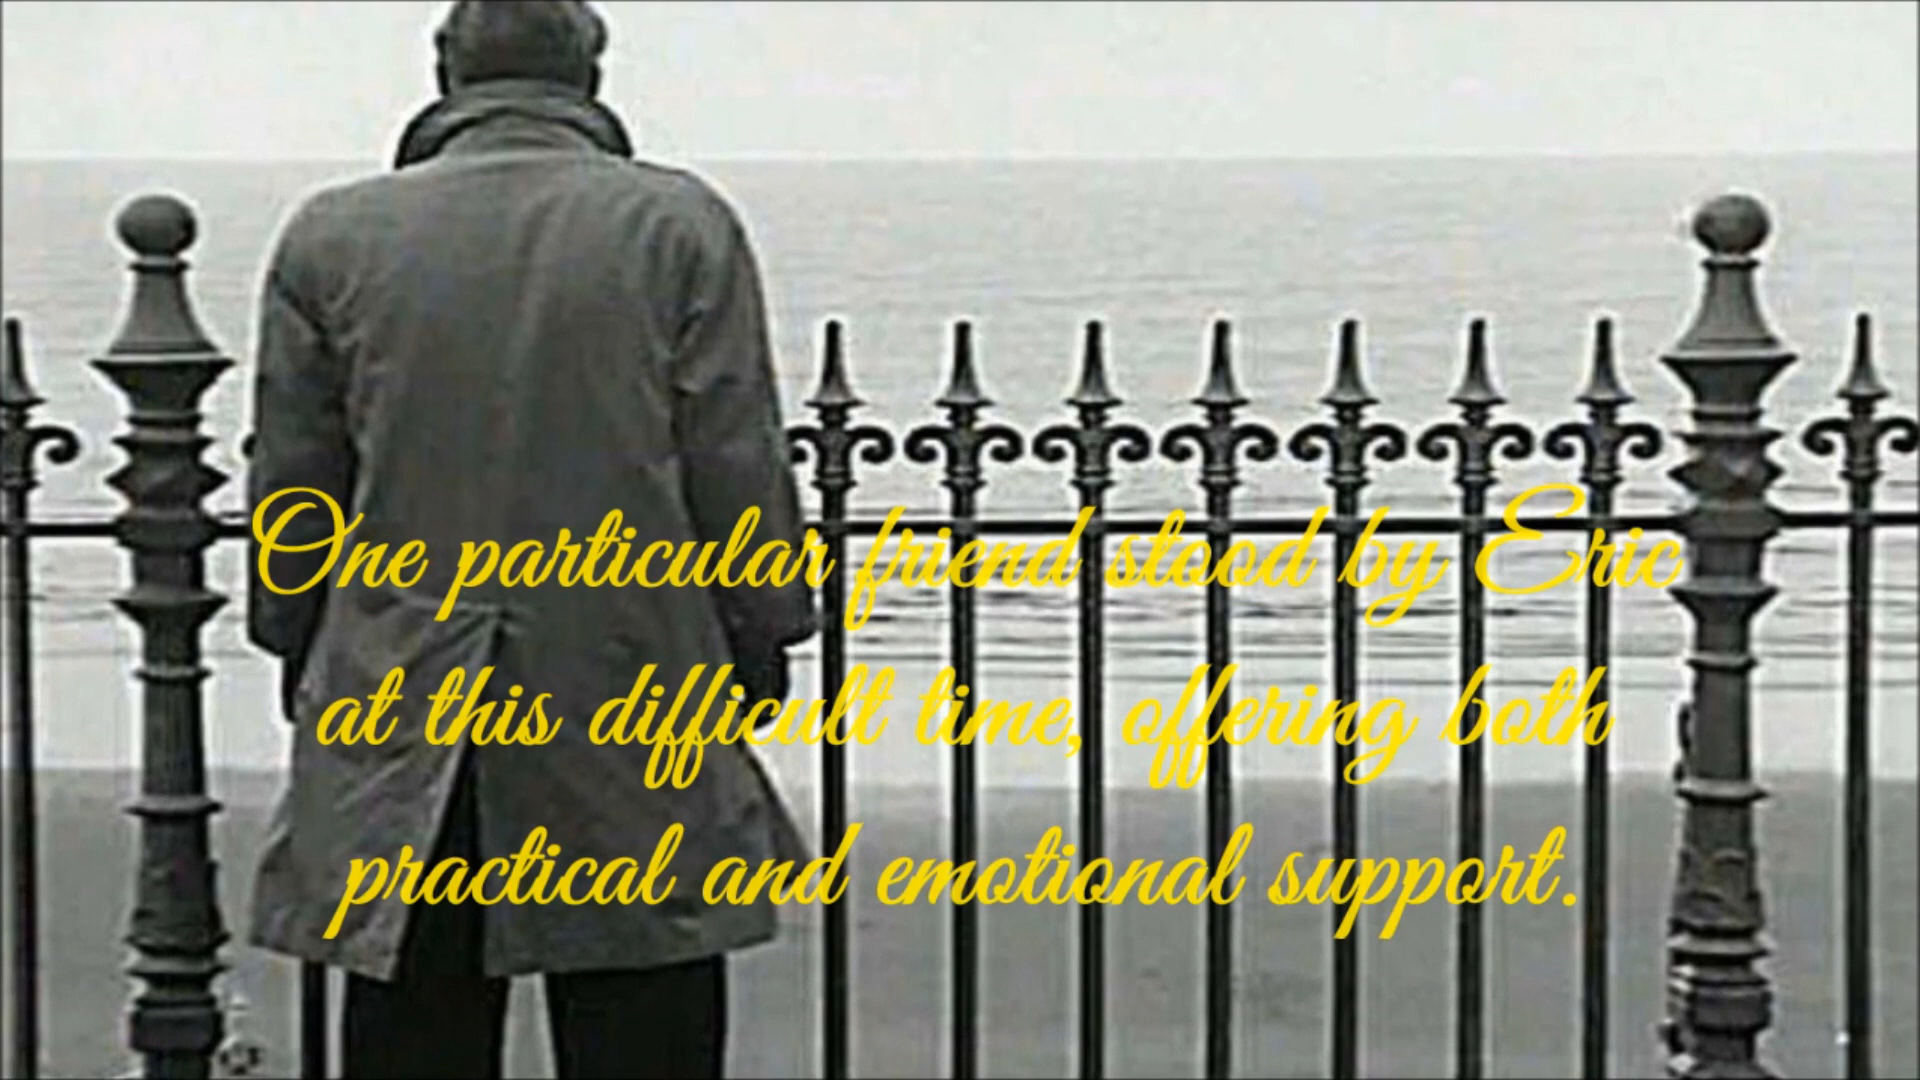 One particular friend stood by Eric
at this difficult time, offering both
practical and emotional support.